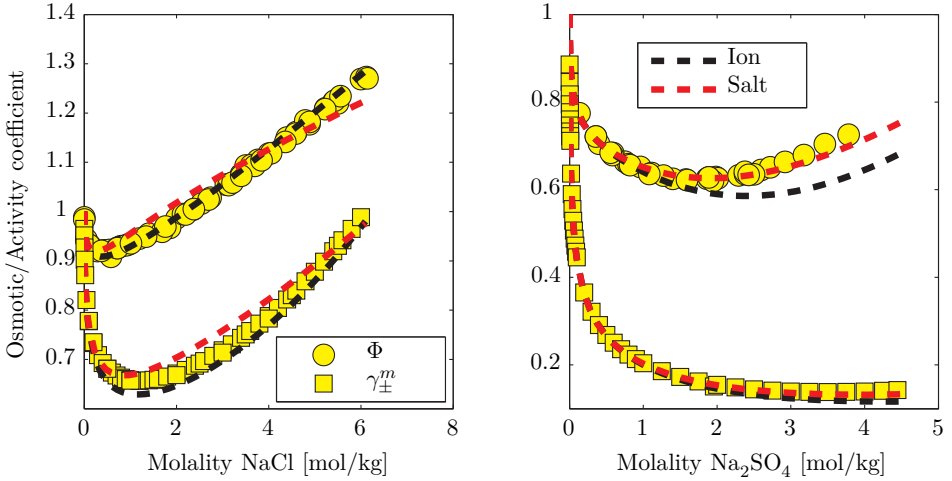 Osmotic/Activity coefficient
1.4
1.3
1.2
1.1
1
0.9
0.8
0.7
0 2 4 6 8
Molality NaCl [mol/kg]
Φ
γ±^m
1
0.8
0.6
0.4
0.2
0 1 2 3 4 5
Molality Na₂SO₄ [mol/kg]
Ion
Salt